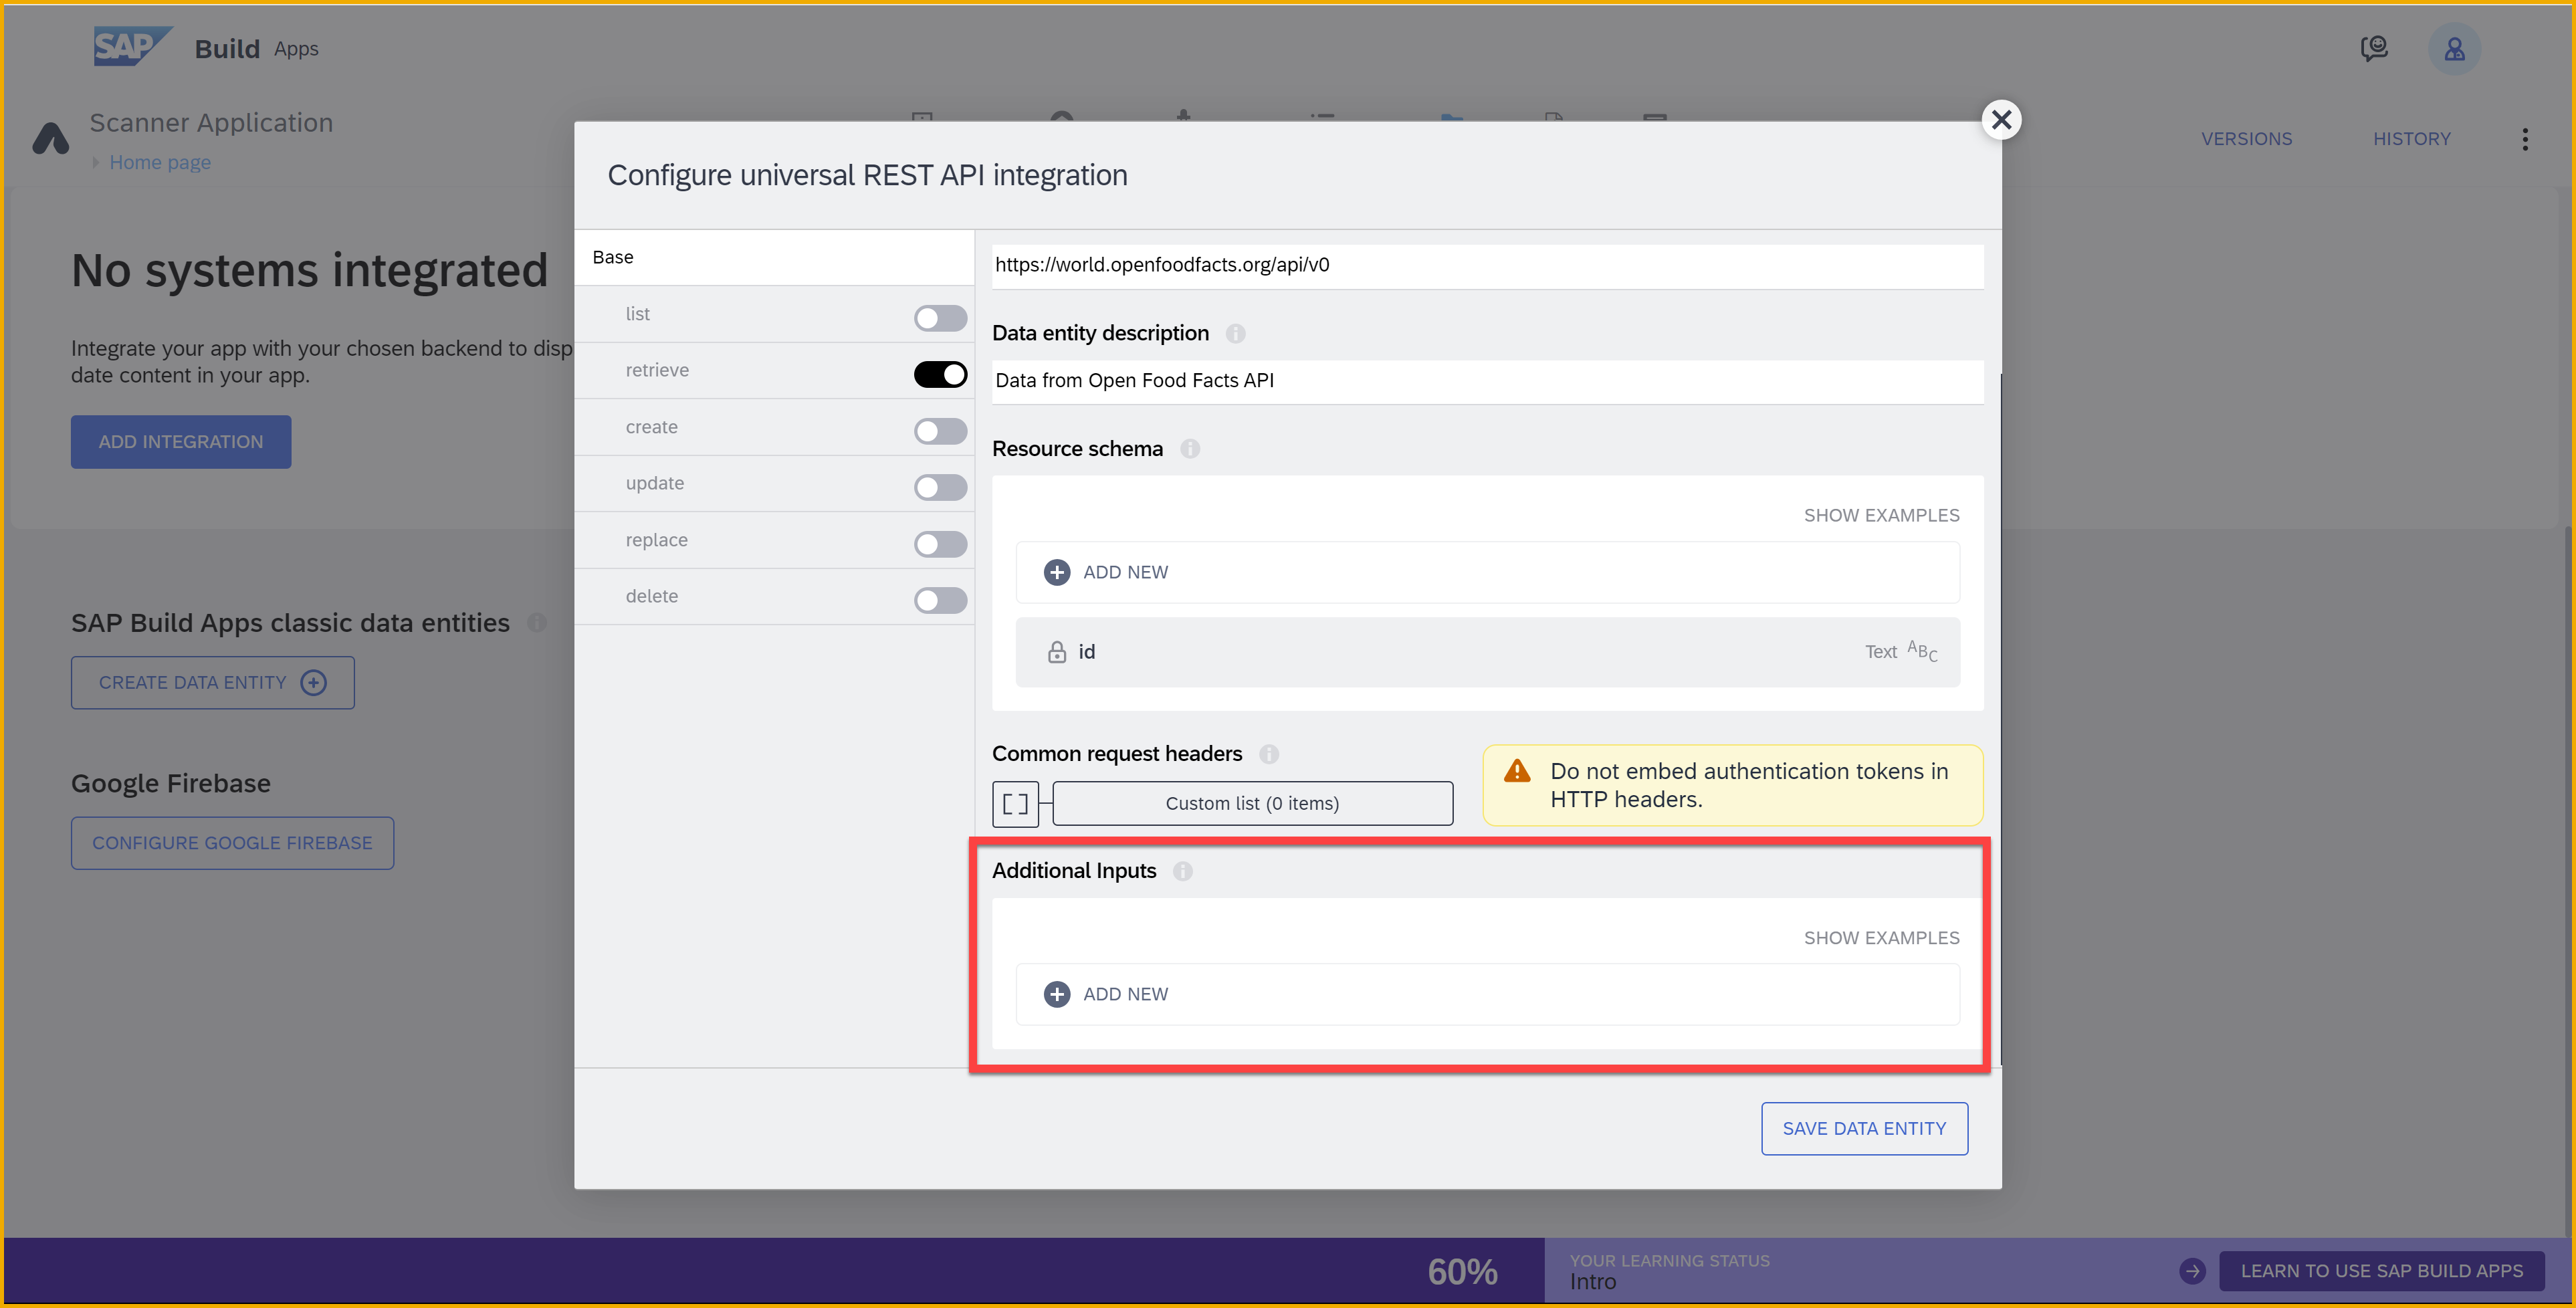 SAP Build Apps
Scanner Application
Home page
VERSIONS
HISTORY
No systems integrated
Integrate your app with your chosen backend to disp
date content in your app.
ADD INTEGRATION
SAP Build Apps classic data entities
CREATE DATA ENTITY
Google Firebase
CONFIGURE GOOGLE FIREBASE
Configure universal REST API integration
Base
list
retrieve
create
update
replace
delete
https://world.openfoodfacts.org/api/v0
Data entity description
Data from Open Food Facts API
Resource schema
SHOW EXAMPLES
ADD NEW
id
Text ABC
Common request headers
Custom list (0 items)
Do not embed authentication tokens in
HTTP headers.
Additional Inputs
SHOW EXAMPLES
ADD NEW
SAVE DATA ENTITY
60%
YOUR LEARNING STATUS
Intro
LEARN TO USE SAP BUILD APPS